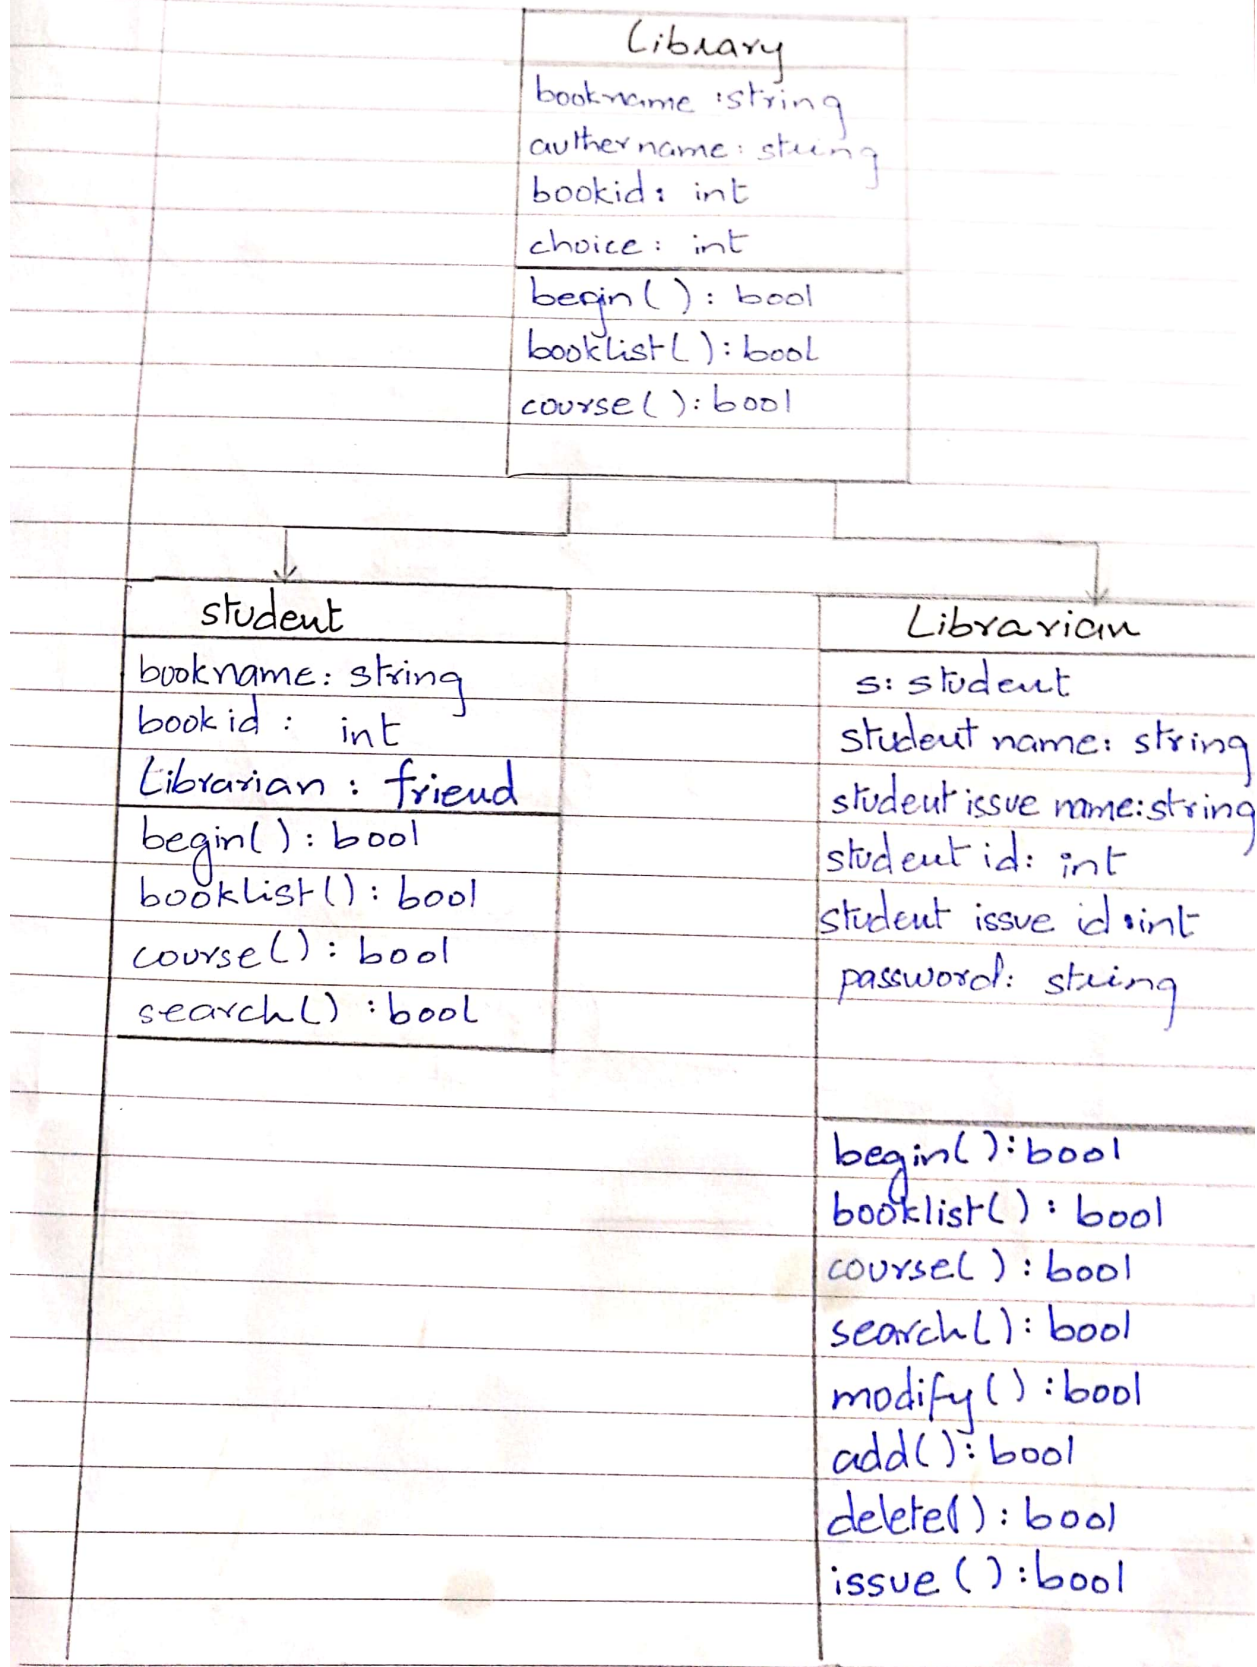 Library
bookname :string
authername: string
bookid: int
choice: int
begin( ): bool
booklist( ): bool
course( ): bool
student
bookname: string
book id : int
Librarian : friend
begin( ): bool
booklist( ): bool
course( ): bool
search( ) : bool
Librarian
s: student
student name: string
student issue name:string
student id: int
student issue id:int
password: string
begin( ): bool
booklist( ): bool
course( ): bool
search( ): bool
modify( ): bool
add( ): bool
delete( ): bool
issue ( ): bool